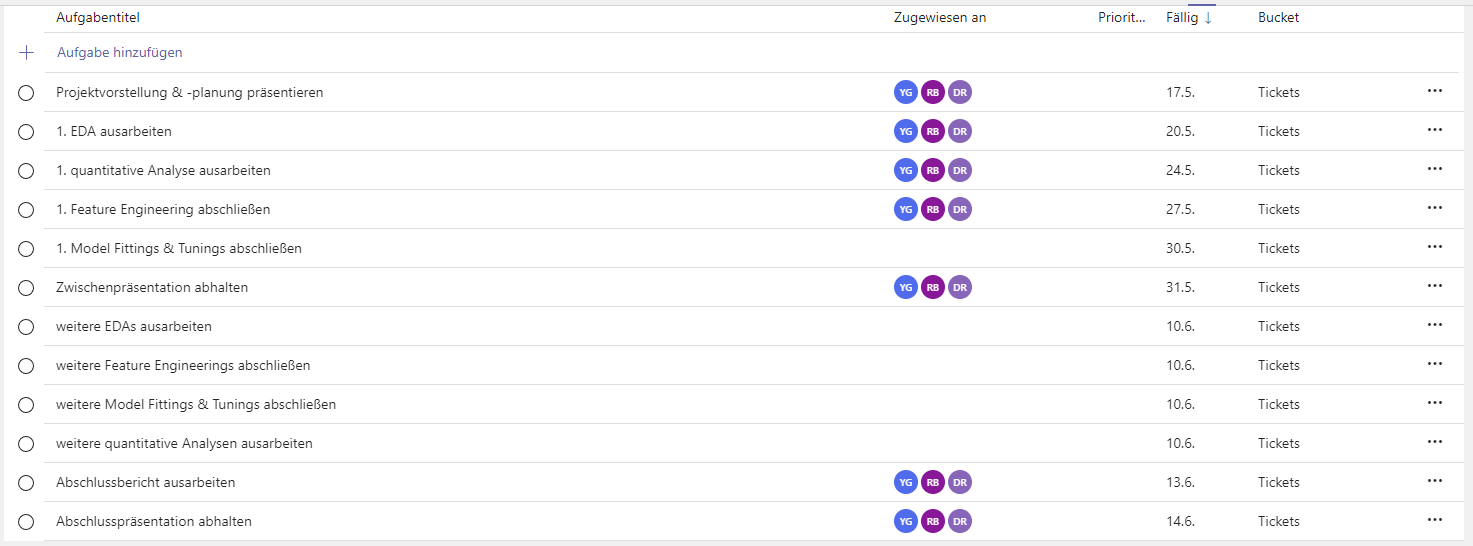 Aufgabentitel Zugewiesen an Priorit... Fällig ↓ Bucket
+ Aufgabe hinzufügen
Projektvorstellung & -planung präsentieren YG RB DR 17.5. Tickets ...
1. EDA ausarbeiten YG RB DR 20.5. Tickets ...
1. quantitative Analyse ausarbeiten YG RB DR 24.5. Tickets ...
1. Feature Engineering abschließen YG RB DR 27.5. Tickets ...
1. Model Fittings & Tunings abschließen 30.5. Tickets ...
Zwischenpräsentation abhalten YG RB DR 31.5. Tickets ...
weitere EDAs ausarbeiten 10.6. Tickets ...
weitere Feature Engineerings abschließen 10.6. Tickets ...
weitere Model Fittings & Tunings abschließen 10.6. Tickets ...
weitere quantitative Analysen ausarbeiten 10.6. Tickets ...
Abschlussbericht ausarbeiten YG RB DR 13.6. Tickets ...
Abschlusspräsentation abhalten YG RB DR 14.6. Tickets ...